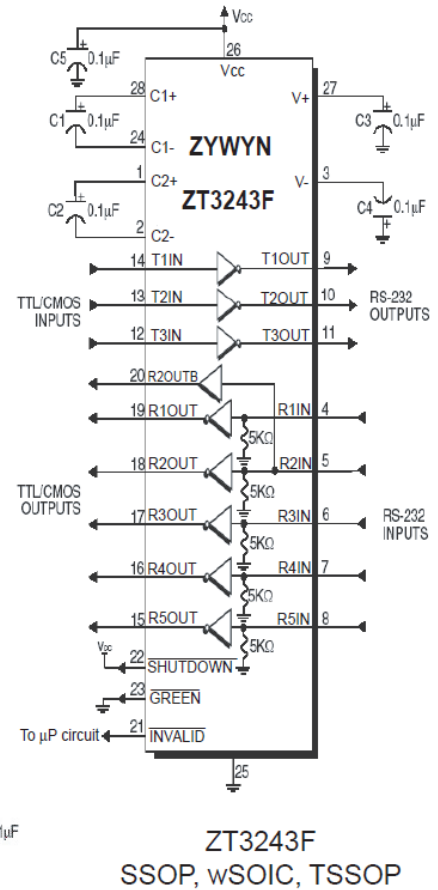 Vcc
C5 0.1µF
26
Vcc
28 C1+ V+ 27
C1 0.1µF C3 0.1µF
24 C1- ZYWYN
1 C2+ V- 3
ZT3243F
C2 0.1µF C4 0.1µF
2 C2-
14 T1IN T1OUT 9
TTL/CMOS INPUTS 13 T2IN T2OUT 10 RS-232 OUTPUTS
12 T3IN T3OUT 11
20 R2OUTB
19 R1OUT R1IN 4
5KΩ
18 R2OUT R2IN 5
TTL/CMOS OUTPUTS
17 R3OUT R3IN 6 RS-232 INPUTS
5KΩ
16 R4OUT R4IN 7
5KΩ
15 R5OUT R5IN 8
5KΩ
Vcc 22 SHUTDOWN
23 GREEN
To µP circuit 21 INVALID
25
µF
ZT3243F
SSOP, wSOIC, TSSOP